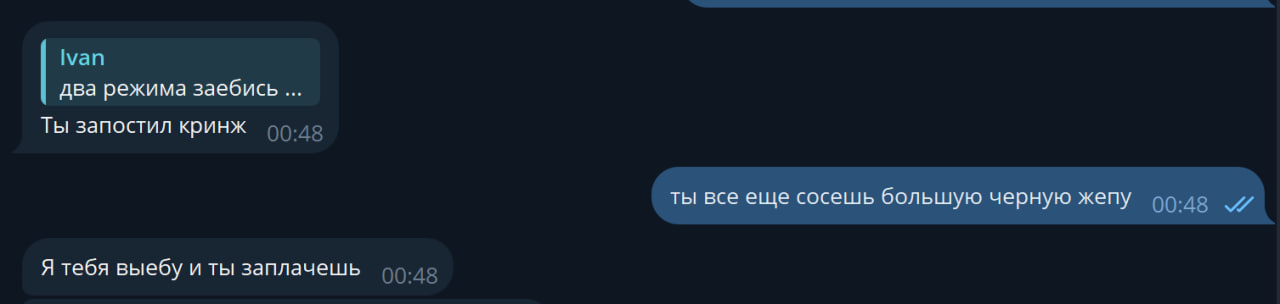 Ivan
два режима заебись ...
Ты запостил кринж 00:48
ты все еще сосешь большую черную жепу 00:48
Я тебя выебу и ты заплачешь 00:48